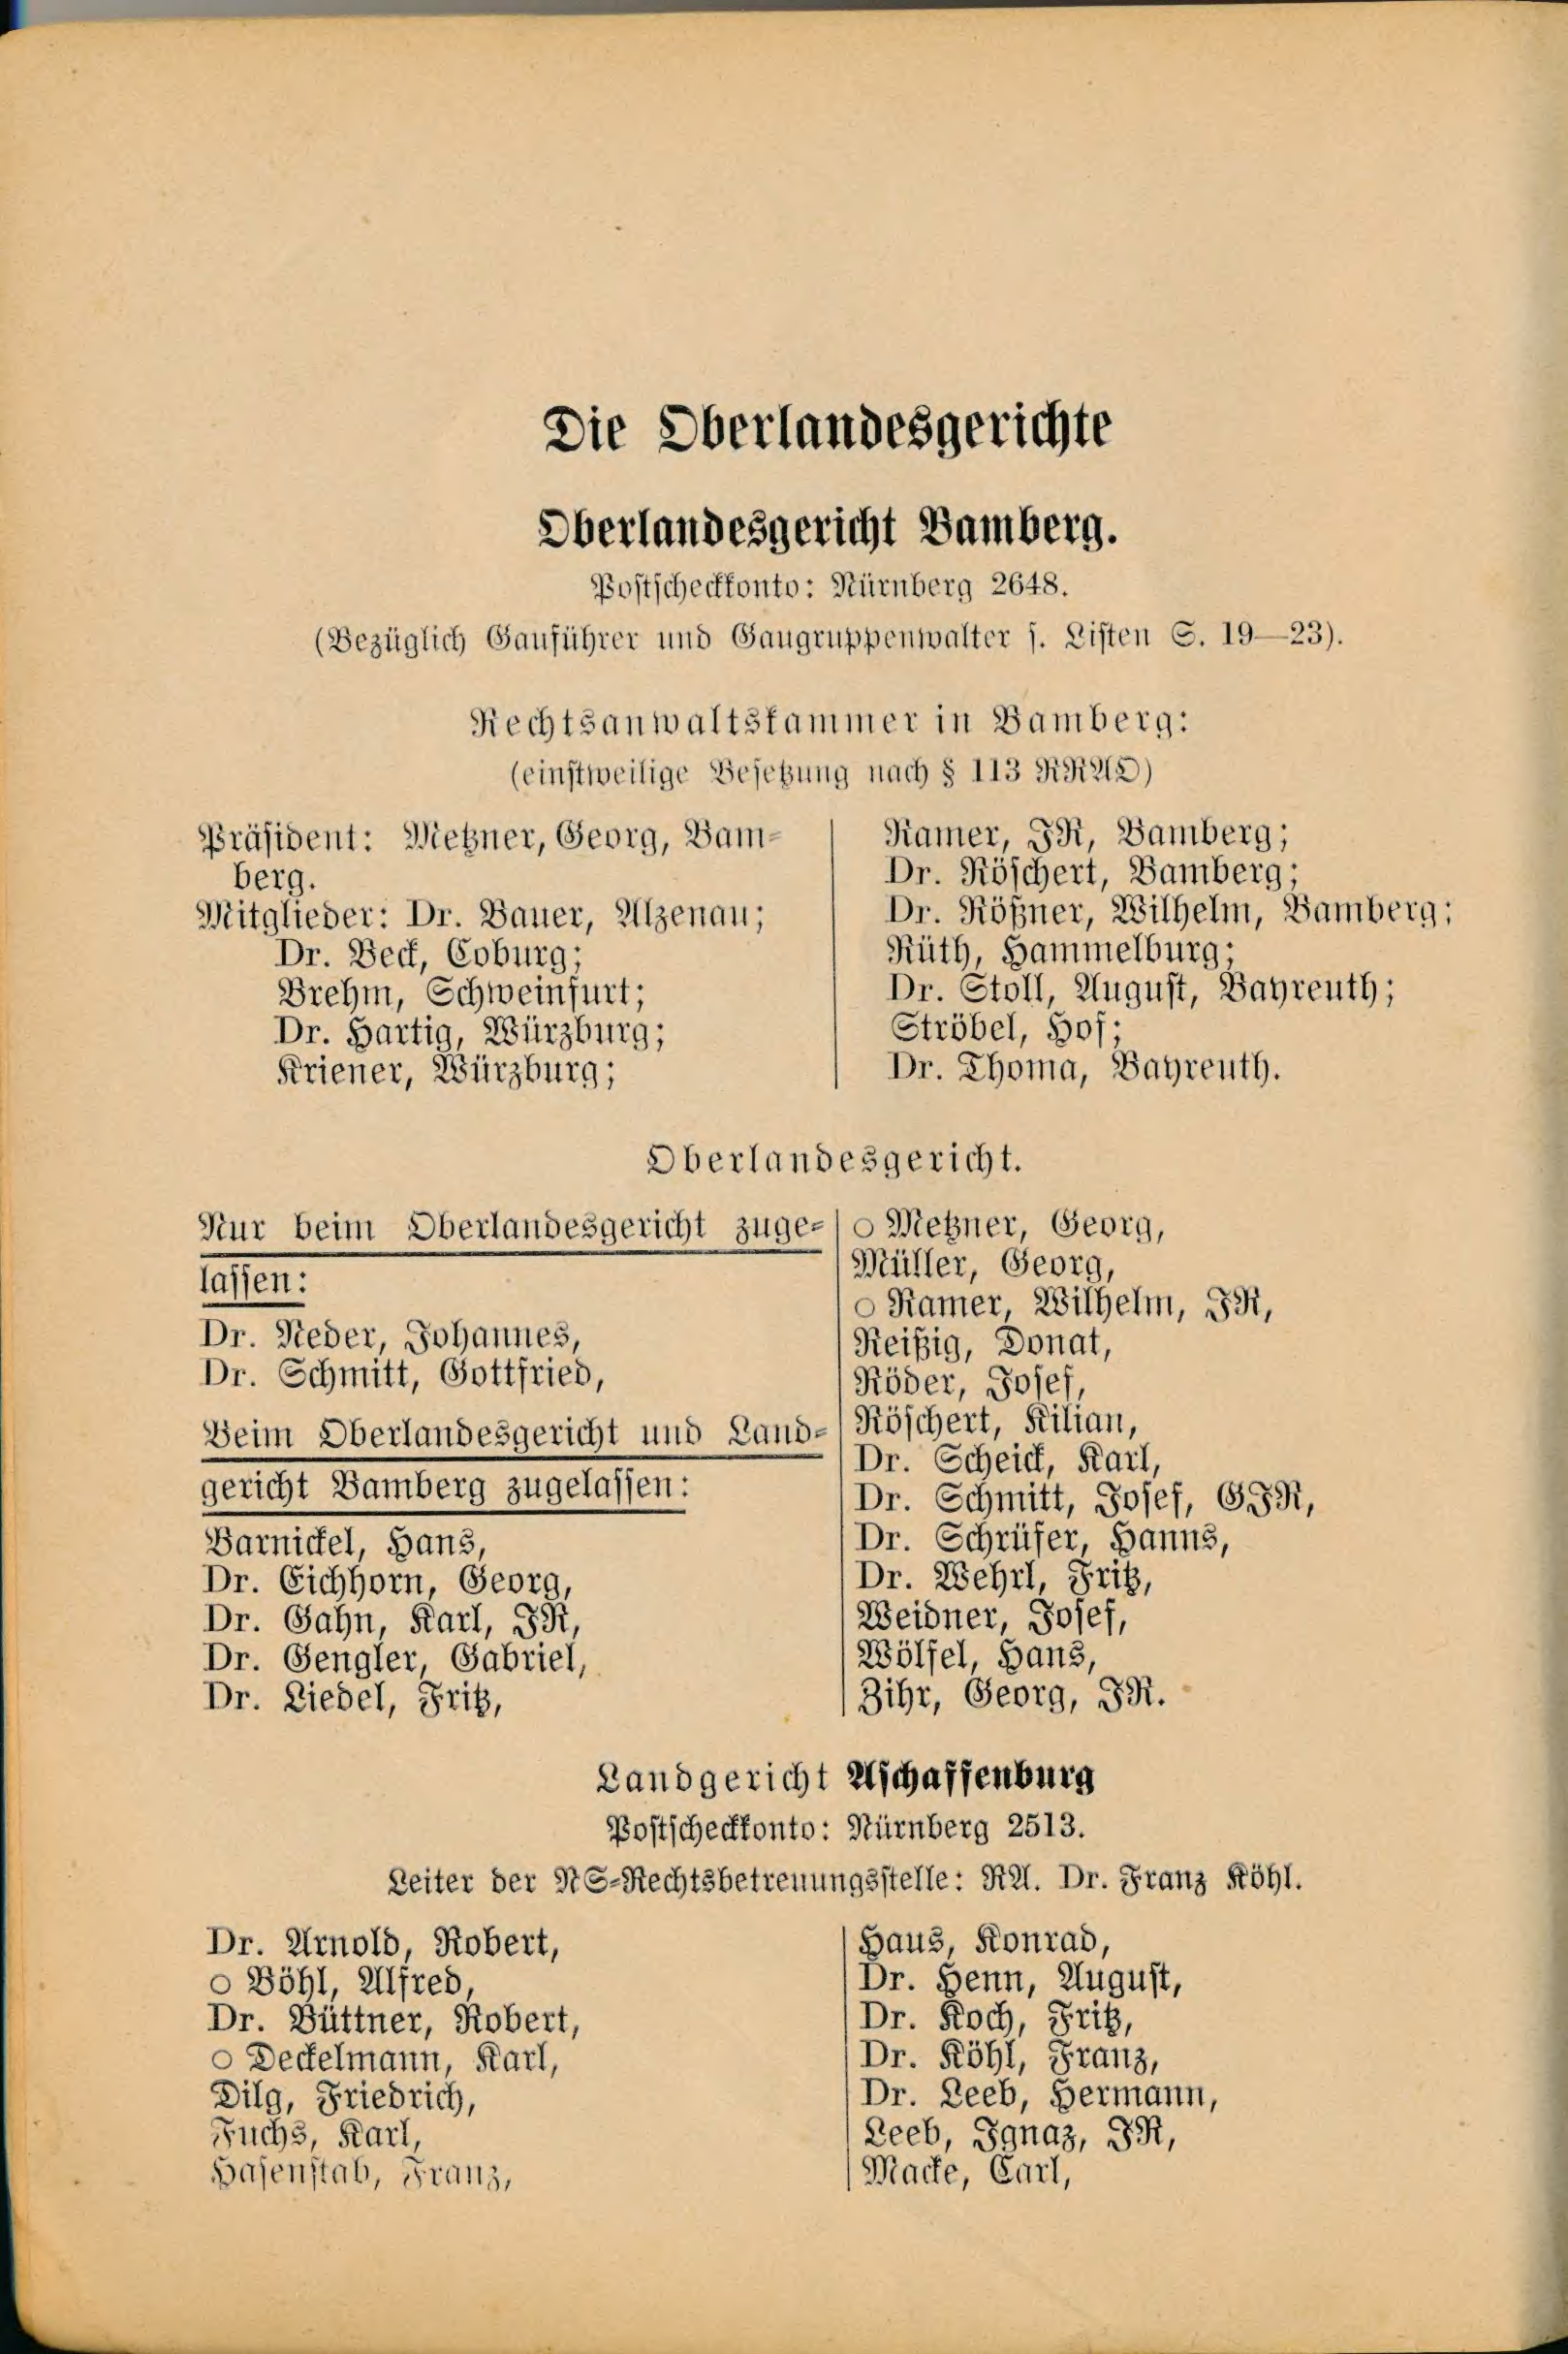 Die Oberlandesgerichte
Oberlandesgericht Bamberg.
Postscheckkonto: Nürnberg 2648.
(Bezüglich Gauführer und Gaugruppenwalter s. Listen S. 19—23).
Rechtsanwaltskammer in Bamberg:
(einstweilige Besetzung nach § 113 RRAO)
Präsident: Metzner, Georg, Bam-
berg.
Mitglieder: Dr. Bauer, Alzenau;
Dr. Beck, Coburg;
Brehm, Schweinfurt;
Dr. Hartig, Würzburg;
Kriener, Würzburg;
Ramer, JR, Bamberg;
Dr. Röschert, Bamberg;
Dr. Rößner, Wilhelm, Bamberg;
Rüth, Hammelburg;
Dr. Stoll, August, Bayreuth;
Ströbel, Hof;
Dr. Thoma, Bayreuth.
Oberlandesgericht.
Nur beim Oberlandesgericht zuge-
lassen:
Dr. Neder, Johannes,
Dr. Schmitt, Gottfried,
Beim Oberlandesgericht und Land-
gericht Bamberg zugelassen:
Barnickel, Hans,
Dr. Eichhorn, Georg,
Dr. Gahn, Karl, JR,
Dr. Gengler, Gabriel,
Dr. Liedel, Fritz,
○ Metzner, Georg,
Müller, Georg,
○ Ramer, Wilhelm, JR,
Reißig, Donat,
Röder, Josef,
Röschert, Kilian,
Dr. Scheick, Karl,
Dr. Schmitt, Josef, GJR,
Dr. Schrüfer, Hanns,
Dr. Wehrl, Fritz,
Weidner, Josef,
Wölfel, Hans,
Zihr, Georg, JR.
Landgericht Aschaffenburg
Postscheckkonto: Nürnberg 2513.
Leiter der NS-Rechtsbetreuungsstelle: RA. Dr. Franz Köhl.
Dr. Arnold, Robert,
○ Böhl, Alfred,
Dr. Büttner, Robert,
○ Deckelmann, Karl,
Dilg, Friedrich,
Fuchs, Karl,
Hasenstab, Franz,
Haus, Konrad,
Dr. Henn, August,
Dr. Koch, Fritz,
Dr. Köhl, Franz,
Dr. Leeb, Hermann,
Leeb, Ignaz, JR,
Macke, Carl,